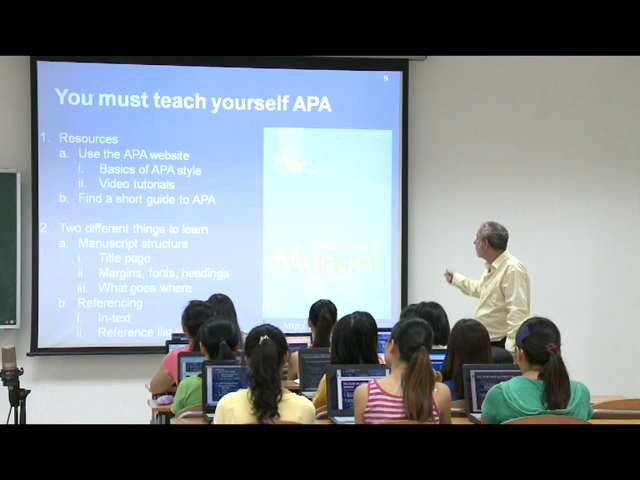 9
You must teach yourself APA
1. Resources
a. Use the APA website
i. Basics of APA style
ii. Video tutorials
b. Find a short guide to APA
2. Two different things to learn
a. Manuscript structure
i. Title page
ii. Margins, fonts, headings
iii. What goes where
b. Referencing
i. In-text
ii. Reference list
Manual
http:/